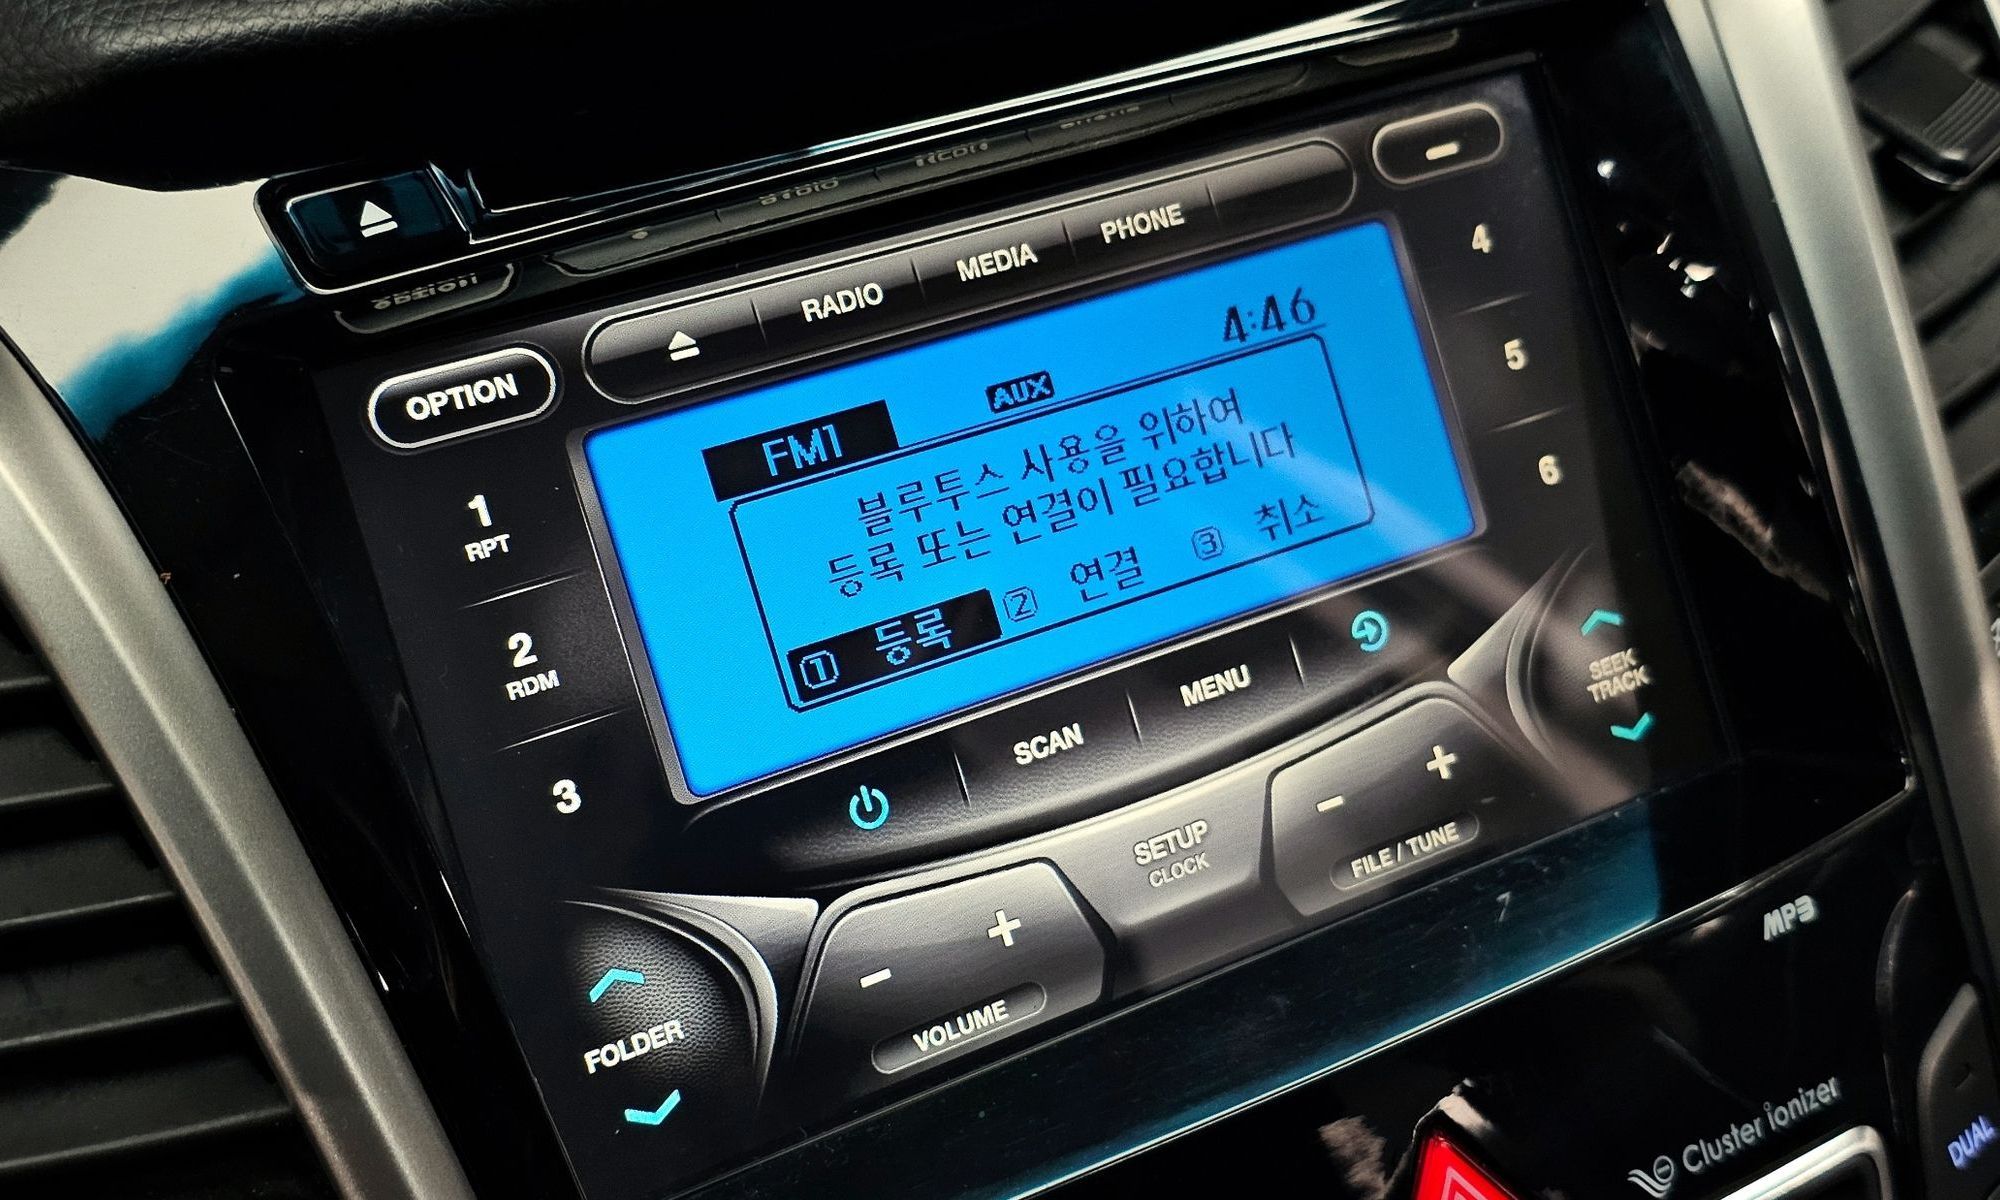 OPTION
RADIO
MEDIA
PHONE
4:46
FM1
AUX
블루투스 사용을 위하여
등록 또는 연결이 필요합니다
1 등록
2 연결
3 취소
1
RPT
2
RDM
3
4
5
6
SCAN
MENU
SEEK
TRACK
SETUP
CLOCK
FILE / TUNE
VOLUME
FOLDER
MP3
Cluster ionizer
DUAL